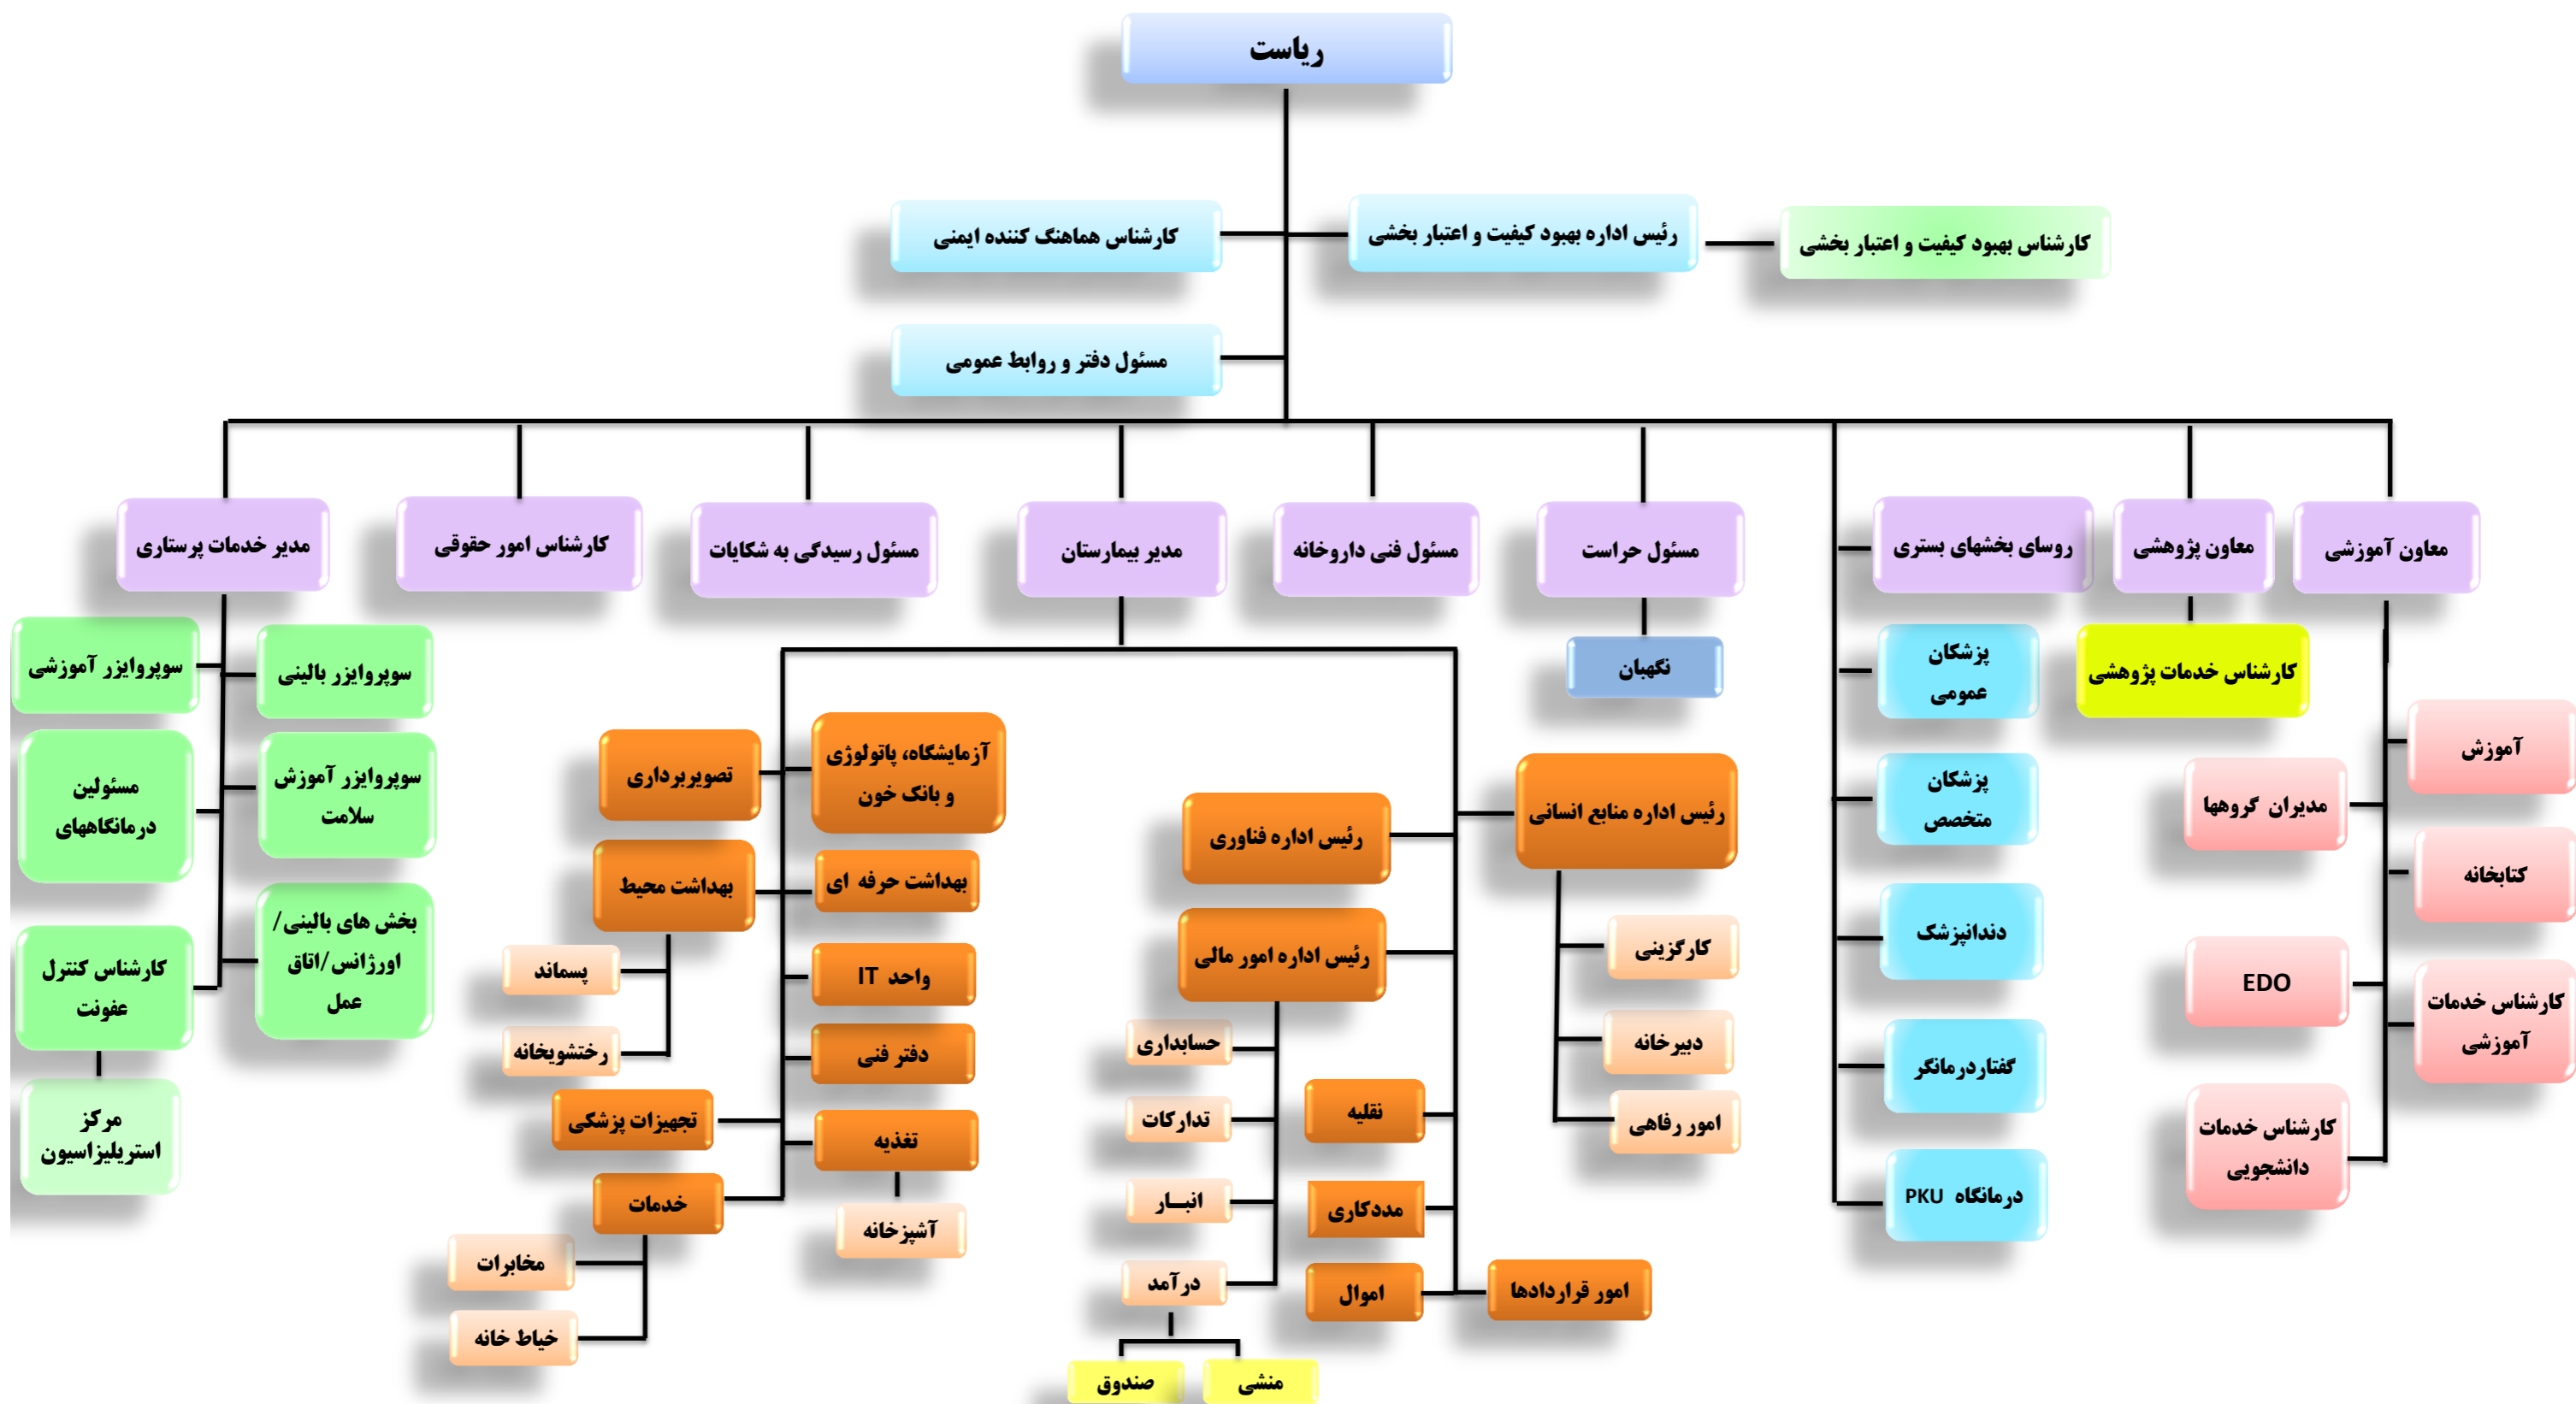 ریاست
رئیس اداره بهبود کیفیت و اعتبار بخشی
کارشناس بهبود کیفیت و اعتبار بخشی
کارشناس هماهنگ کننده ایمنی
مسئول دفتر و روابط عمومی
معاون آموزشی
معاون پژوهشی
روسای بخشهای بستری
مسئول حراست
مسئول فنی داروخانه
مدیر بیمارستان
مسئول رسیدگی به شکایات
کارشناس امور حقوقی
مدیر خدمات پرستاری
آموزش
مدیران گروهها
کتابخانه
EDO
کارشناس خدمات
آموزشی
کارشناس خدمات
دانشجویی
کارشناس خدمات پژوهشی
پزشکان
عمومی
پزشکان
متخصص
دندانپزشک
گفتاردرمانگر
درمانگاه PKU
نگهبان
رئیس اداره منابع انسانی
کارگزینی
دبیرخانه
امور رفاهی
رئیس اداره فناوری
رئیس اداره امور مالی
حسابداری
تدارکات
انبـــار
درآمد
منشی
صندوق
نقلیه
مددکاری
اموال
امور قراردادها
آزمایشگاه، پاتولوژی
و بانک خون
تصویربرداری
بهداشت حرفه ای
بهداشت محیط
پسماند
رختشویخانه
واحد IT
دفتر فنی
تجهیزات پزشکی
تغذیه
آشپزخانه
خدمات
مخابرات
خیاط خانه
سوپروایزر بالینی
سوپروایزر آموزشی
سوپروایزر آموزش
سلامت
مسئولین
درمانگاههای
بخش های بالینی/
اورژانس/اتاق
عمل
کارشناس کنترل
عفونت
مرکز
استریلیزاسیون